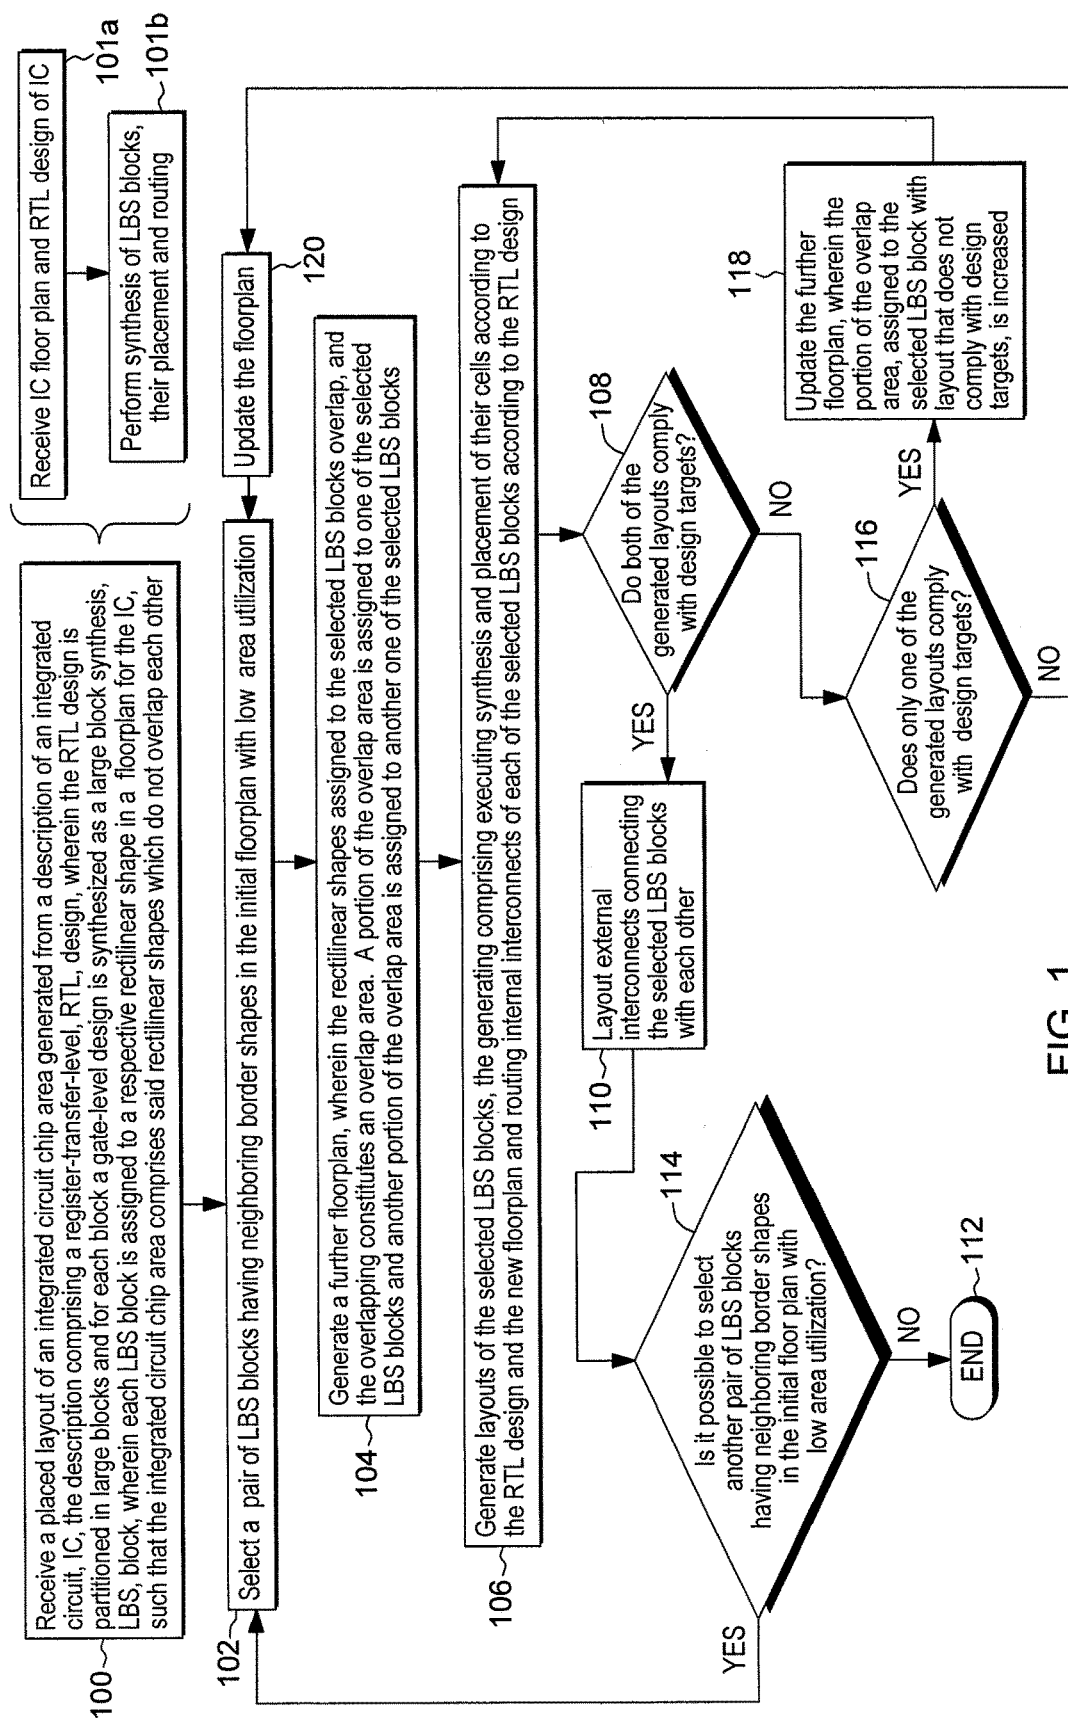 Receive a placed layout of an integrated circuit chip area generated from a description of an integrated
circuit, IC, the description comprising a register-transfer-level, RTL, design, wherein the RTL design is
partitioned in large blocks and for each block a gate-level design is synthesized as a large block synthesis,
LBS, block, wherein each LBS block is assigned to a respective rectilinear shape in a floorplan for the IC,
such that the integrated circuit chip area comprises said rectilinear shapes which do not overlap each other
100
Receive IC floor plan and RTL design of IC
101a
Perform synthesis of LBS blocks,
their placement and routing
101b
Select a pair of LBS blocks having neighboring border shapes in the initial floorplan with low area utilization
102
Update the floorplan
120
Generate a further floorplan, wherein the rectilinear shapes assigned to the selected LBS blocks overlap, and
the overlapping constitutes an overlap area. A portion of the overlap area is assigned to one of the selected
LBS blocks and another portion of the overlap area is assigned to another one of the selected LBS blocks
104
Generate layouts of the selected LBS blocks, the generating comprising executing synthesis and placement of their cells according to
the RTL design and the new floorplan and routing internal interconnects of each of the selected LBS blocks according to the RTL design
106
Do both of the
generated layouts comply
with design targets?
108
YES
NO
Layout external
interconnects connecting
the selected LBS blocks
with each other
110
Is it possible to select
another pair of LBS blocks
having neighboring border shapes
in the initial floor plan with
low area utilization?
114
YES
NO
END
112
Does only one of the
generated layouts comply
with design targets?
116
YES
NO
Update the further
floorplan, wherein the
portion of the overlap
area, assigned to the
selected LBS block with
layout that does not
comply with design
targets, is increased
118
FIG. 1